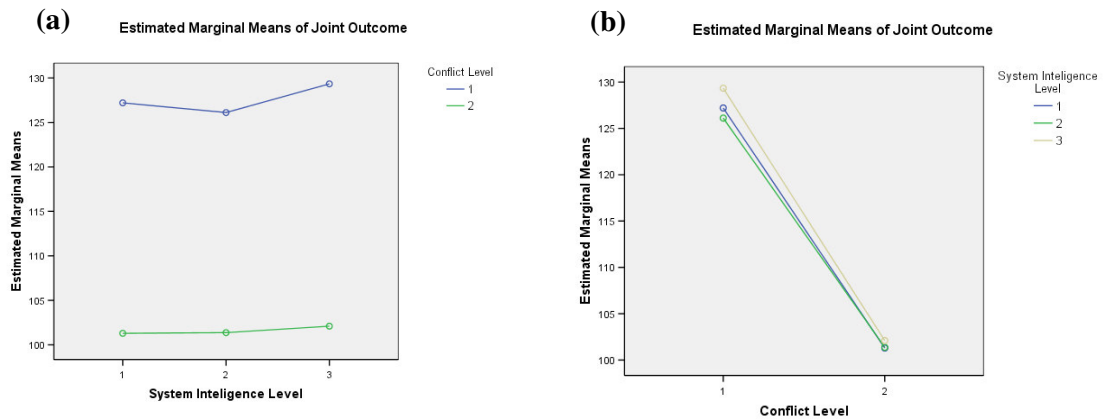 (a)
Estimated Marginal Means of Joint Outcome
Conflict Level
1
2
Estimated Marginal Means
130
125
120
115
110
105
100
1
2
3
System Inteligence Level
(b)
Estimated Marginal Means of Joint Outcome
System Inteligence
Level
1
2
3
Estimated Marginal Means
130
125
120
115
110
105
100
1
2
Conflict Level